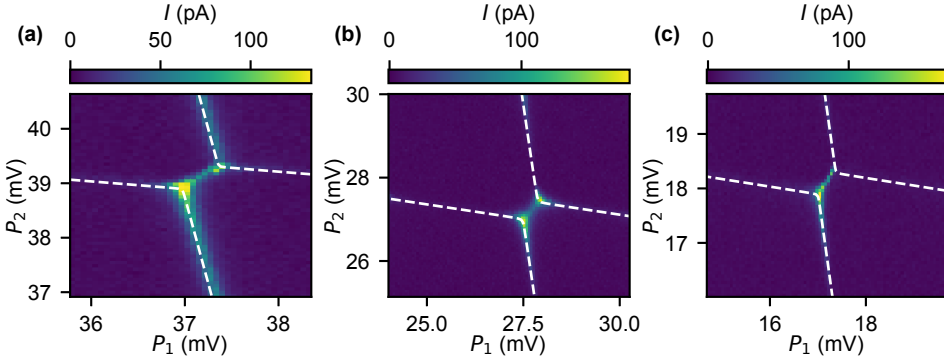 (a)
I (pA)
0 50 100
P₂ (mV)
40
39
38
37
36 37 38
P₁ (mV)
(b)
I (pA)
0 100
P₂ (mV)
30
28
26
25.0 27.5 30.0
P₁ (mV)
(c)
I (pA)
0 100
P₂ (mV)
19
18
17
16 18
P₁ (mV)